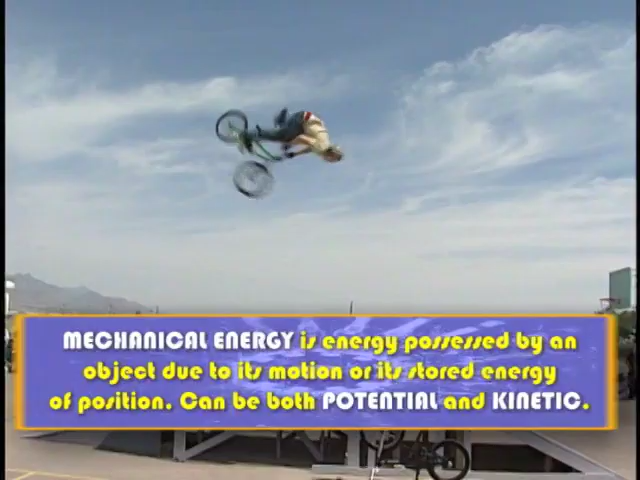 MECHANICAL ENERGY is energy possessed by an
object due to its motion or its stored energy
of position. Can be both POTENTIAL and KINETIC.